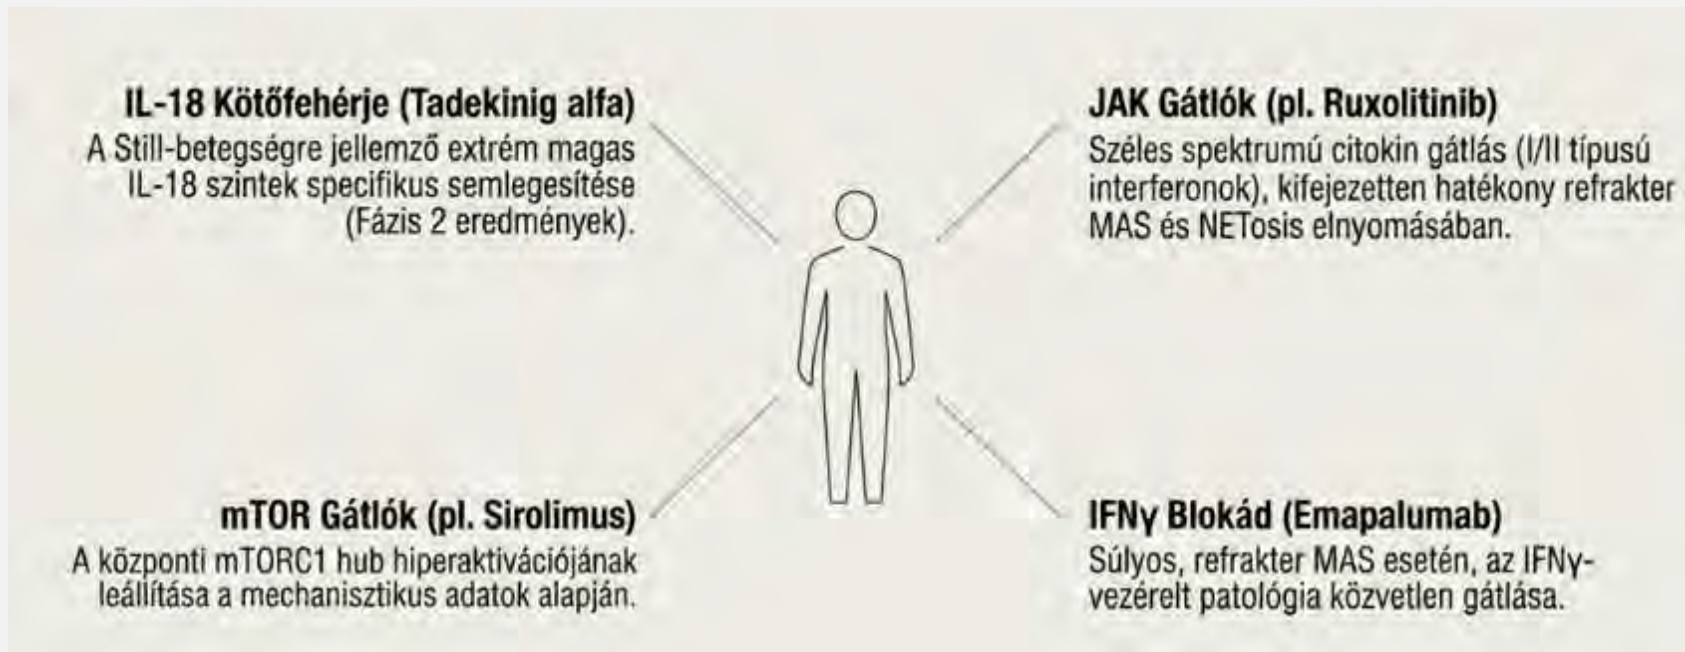 IL-18 Kötőfehérje (Tadekinig alfa)
A Still-betegségre jellemző extrém magas
IL-18 szintek specifikus semlegesítése
(Fázis 2 eredmények).
JAK Gátlók (pl. Ruxolitinib)
Széles spektrumú citokin gátlás (I/II típusú
interferonok), kifejezetten hatékony refrakter
MAS és NETosis elnyomásában.
mTOR Gátlók (pl. Sirolimus)
A központi mTORC1 hub hiperaktivációjának
leállítása a mechanisztikus adatok alapján.
IFNγ Blokád (Emapalumab)
Súlyos, refrakter MAS esetén, az IFNγ-
vezérelt patológia közvetlen gátlása.